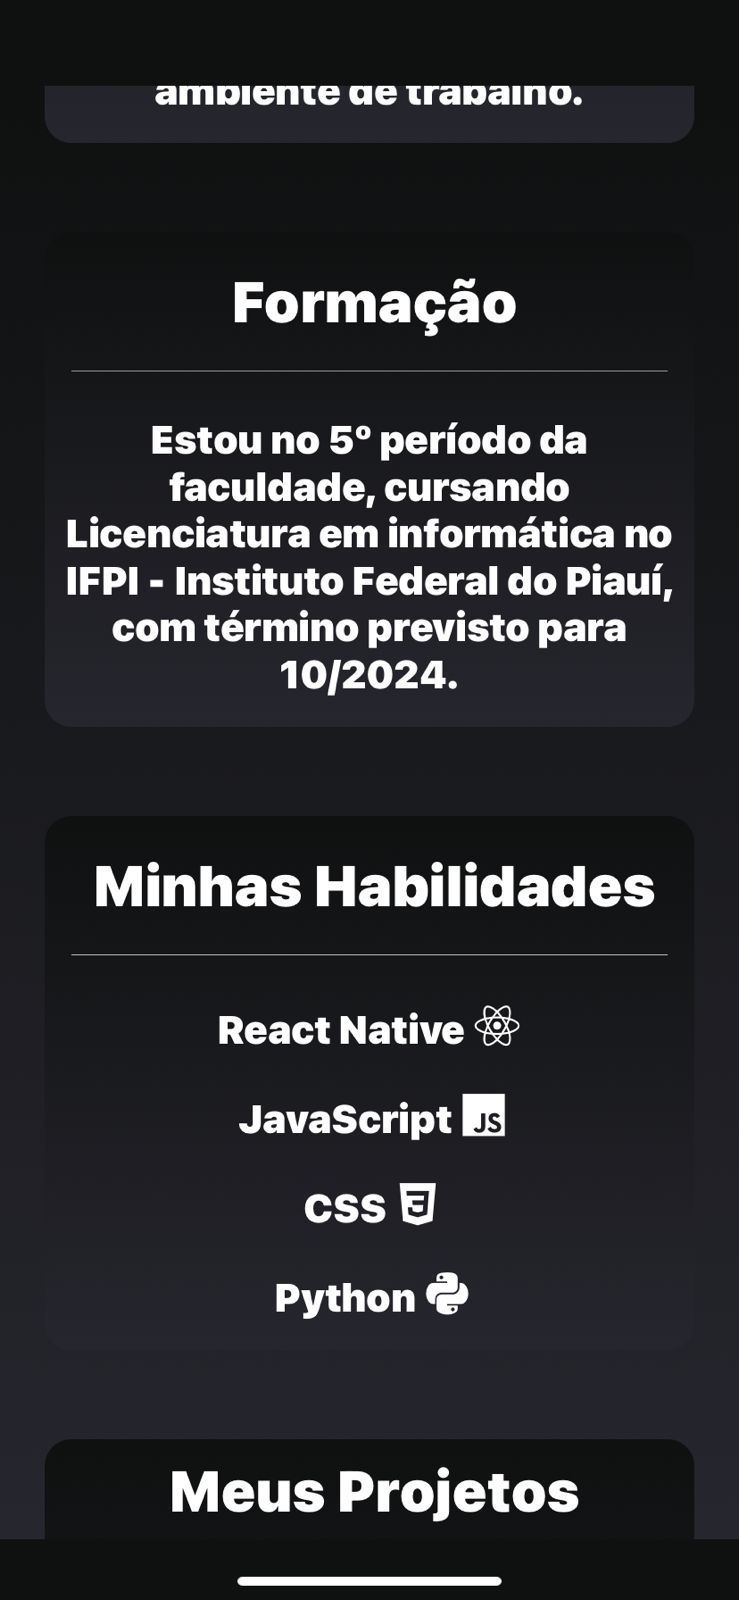 ambiente de trabalho.
Formação
Estou no 5º período da
faculdade, cursando
Licenciatura em informática no
IFPI - Instituto Federal do Piauí,
com término previsto para
10/2024.
Minhas Habilidades
React Native
JavaScript JS
CSS
Python
Meus Projetos